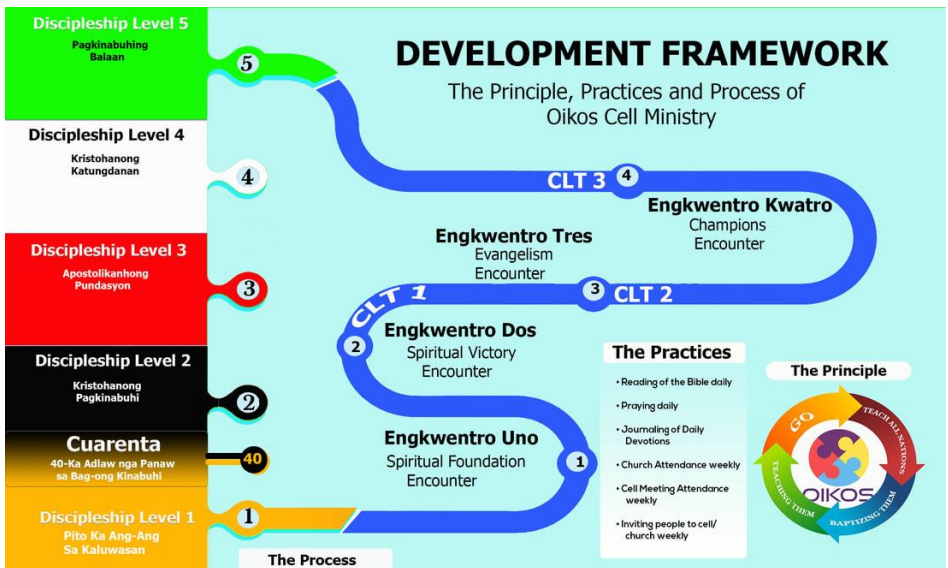 DEVELOPMENT FRAMEWORK
The Principle, Practices and Process of
Oikos Cell Ministry
Discipleship Level 5
Pagkinabuhing
Balaan
5
Discipleship Level 4
Kristohanong
Katungdanan
4
Discipleship Level 3
Apostolikanhong
Pundasyon
3
Discipleship Level 2
Kristohanong
Pagkinabuhi
2
Cuarenta
40-Ka Adlaw nga Panaw
sa Bag-ong Kinabuhi
40
Discipleship Level 1
Pito Ka Ang-Ang
Sa Kaluwasan
1
CLT 3
4
Engkwentro Kwatro
Champions
Encounter
Engkwentro Tres
Evangelism
Encounter
3
CLT 2
CLT 1
2
Engkwentro Dos
Spiritual Victory
Encounter
Engkwentro Uno
Spiritual Foundation
Encounter
1
The Process
The Practices
• Reading of the Bible daily
• Praying daily
• Journaling of Daily
Devotions
• Church Attendance weekly
• Cell Meeting Attendance
weekly
• Inviting people to cell/
church weekly
The Principle
GO
TEACH ALL NATIONS
BAPTIZING THEM
TEACHING THEM
OIKOS